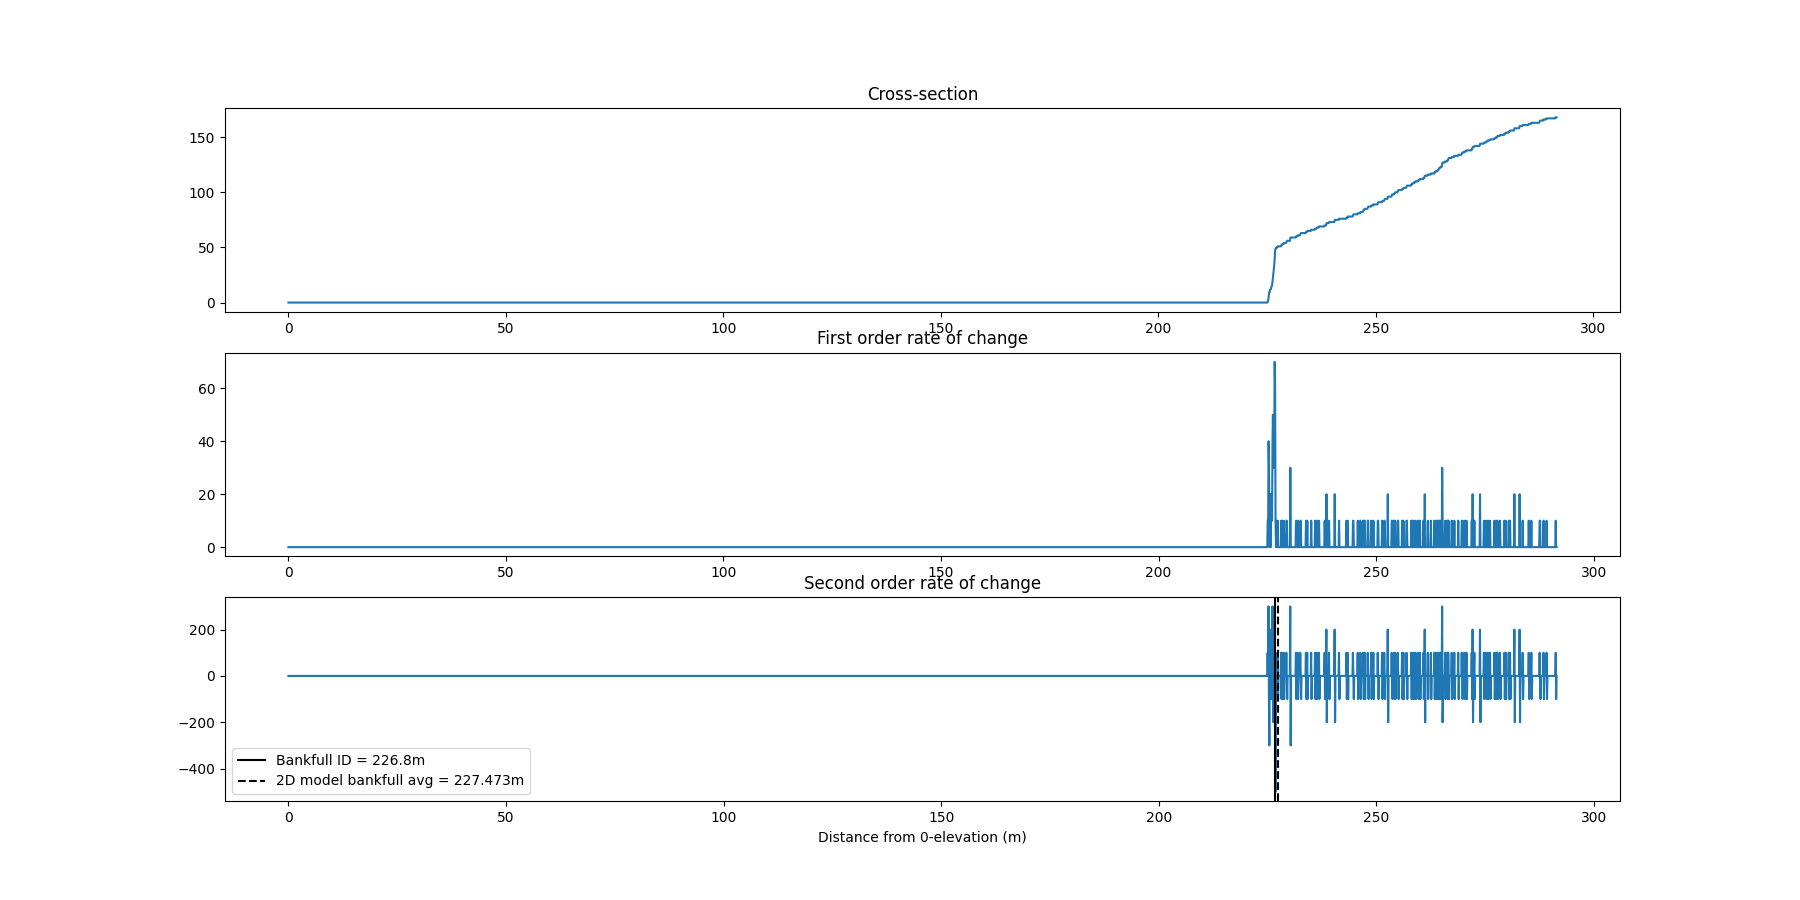 Cross-section
150
100
50
0
0 50 100 150 200 250 300
First order rate of change
60
40
20
0
0 50 100 150 200 250 300
Second order rate of change
200
0
−200
−400
Bankfull ID = 226.8m
2D model bankfull avg = 227.473m
0 50 100 150 200 250 300
Distance from 0-elevation (m)